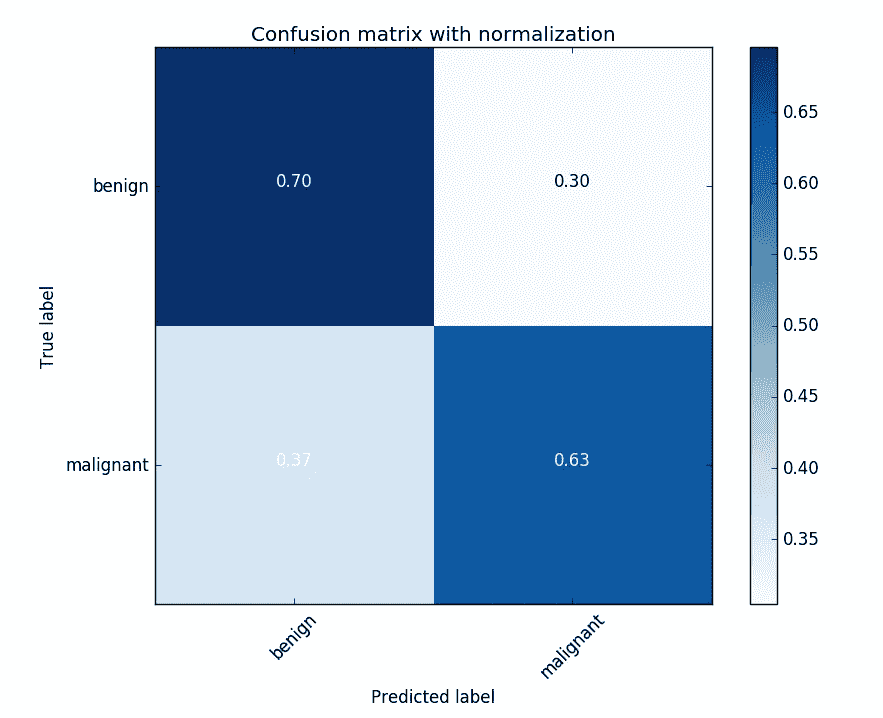 Confusion matrix with normalization
0.65
0.70
0.30
benign
0.60
0.55
True label
0.50
0.45
0.37
0.63
malignant
0.40
0.35
benign
malignant
Predicted label